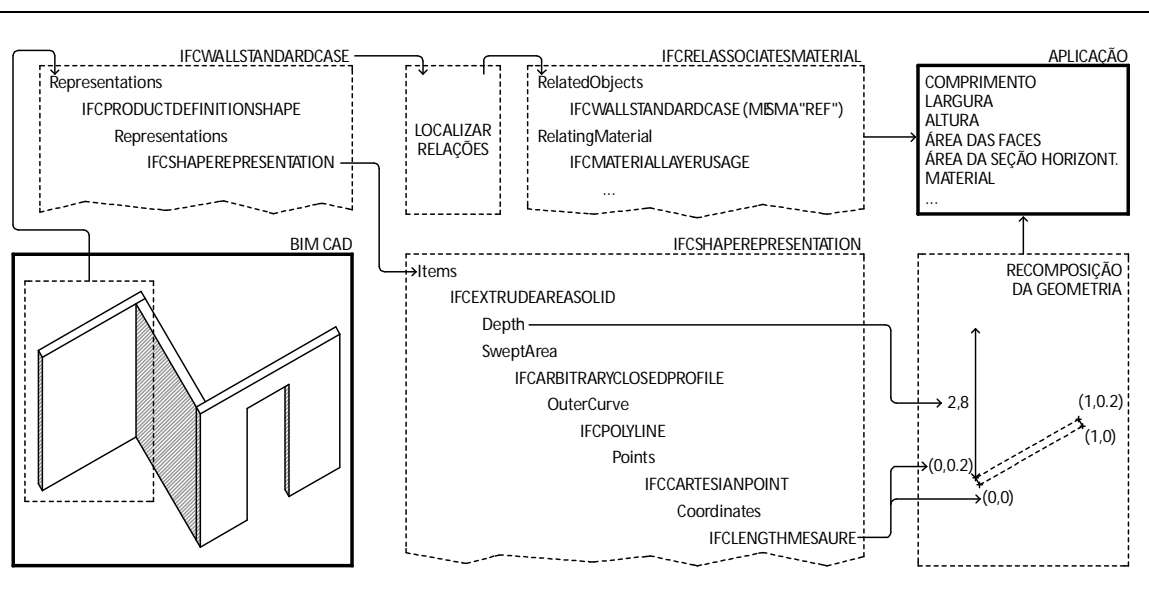 IFCWALLSTANDARDCASE
Representations
IFCPRODUCTDEFINITIONSHAPE
Representations
IFCSHAPEREPRESENTATION
LOCALIZAR
RELAÇÕES
IFCRELASSOCIATESMATERIAL
RelatedObjects
IFCWALLSTANDARDCASE (MESMA "REF")
RelatingMaterial
IFCMATERIALLAYERUSAGE
...
APLICAÇÃO
COMPRIMENTO
LARGURA
ALTURA
ÁREA DAS FACES
ÁREA DA SEÇÃO HORIZONT.
MATERIAL
...
BIM CAD
IFCSHAPEREPRESENTATION
Items
IFCEXTRUDEAREASOLID
Depth
SweptArea
IFCARBITRARYCLOSEDPROFILE
OuterCurve
IFCPOLYLINE
Points
IFCCARTESIANPOINT
Coordinates
IFCLENGTHMESAURE
RECOMPOSIÇÃO
DA GEOMETRIA
2,8
(1,0.2)
(1,0)
(0,0.2)
(0,0)